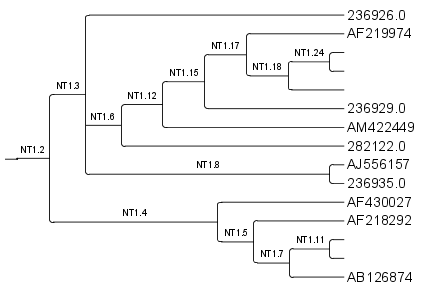 236926.0
NT1.17
AF219974
NT1.24
NT1.18
NT1.15
NT1.3
NT1.12
236929.0
NT1.6
AM422449
NT1.2
282122.0
NT1.8
AJ556157
236935.0
AF430027
NT1.4
AF218292
NT1.5
NT1.11
NT1.7
AB126874